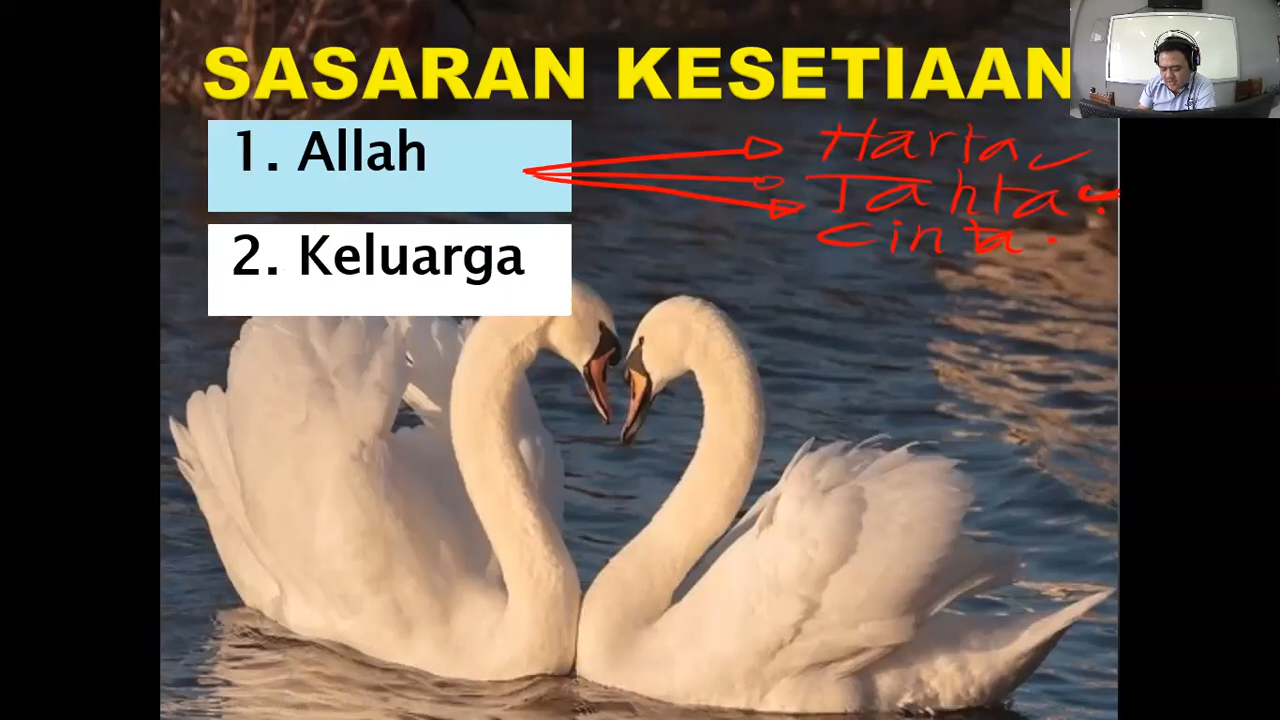 SASARAN KESETIAAN
1. Allah
Harta
Tahta
Cinta.
2. Keluarga